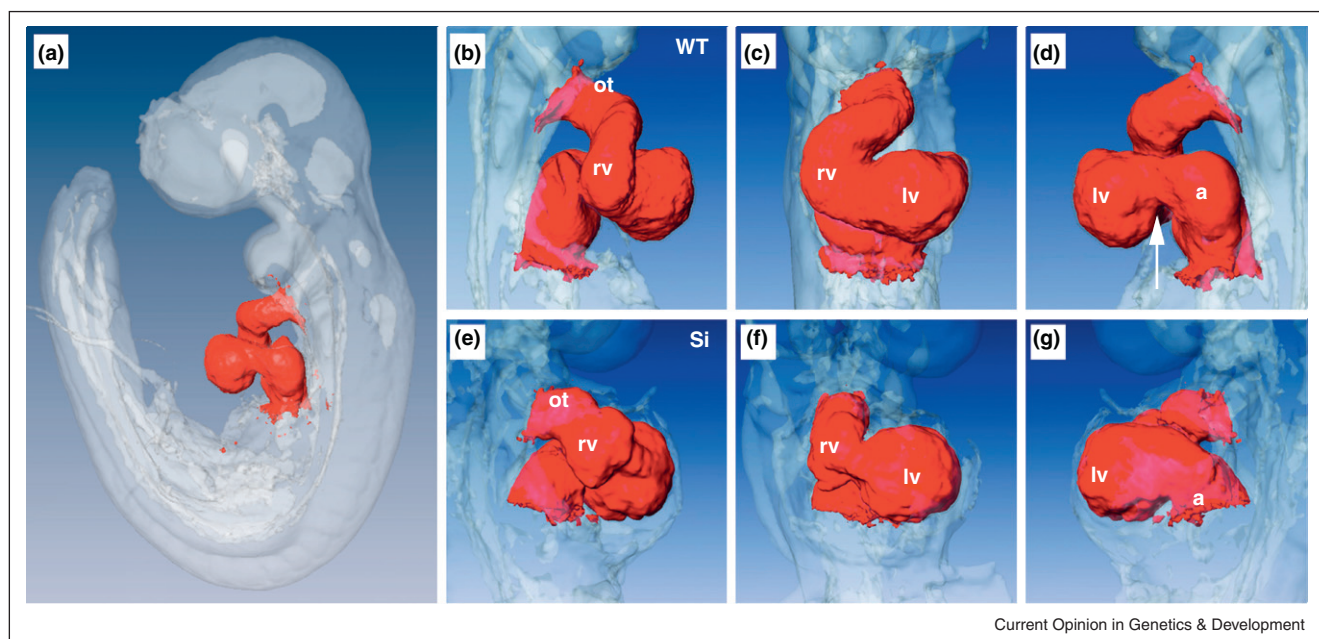 (a)
(b) WT
ot
rv
(c)
rv
lv
(d)
lv
a
(e) Si
ot
rv
(f)
rv
lv
(g)
lv
a
Current Opinion in Genetics & Development